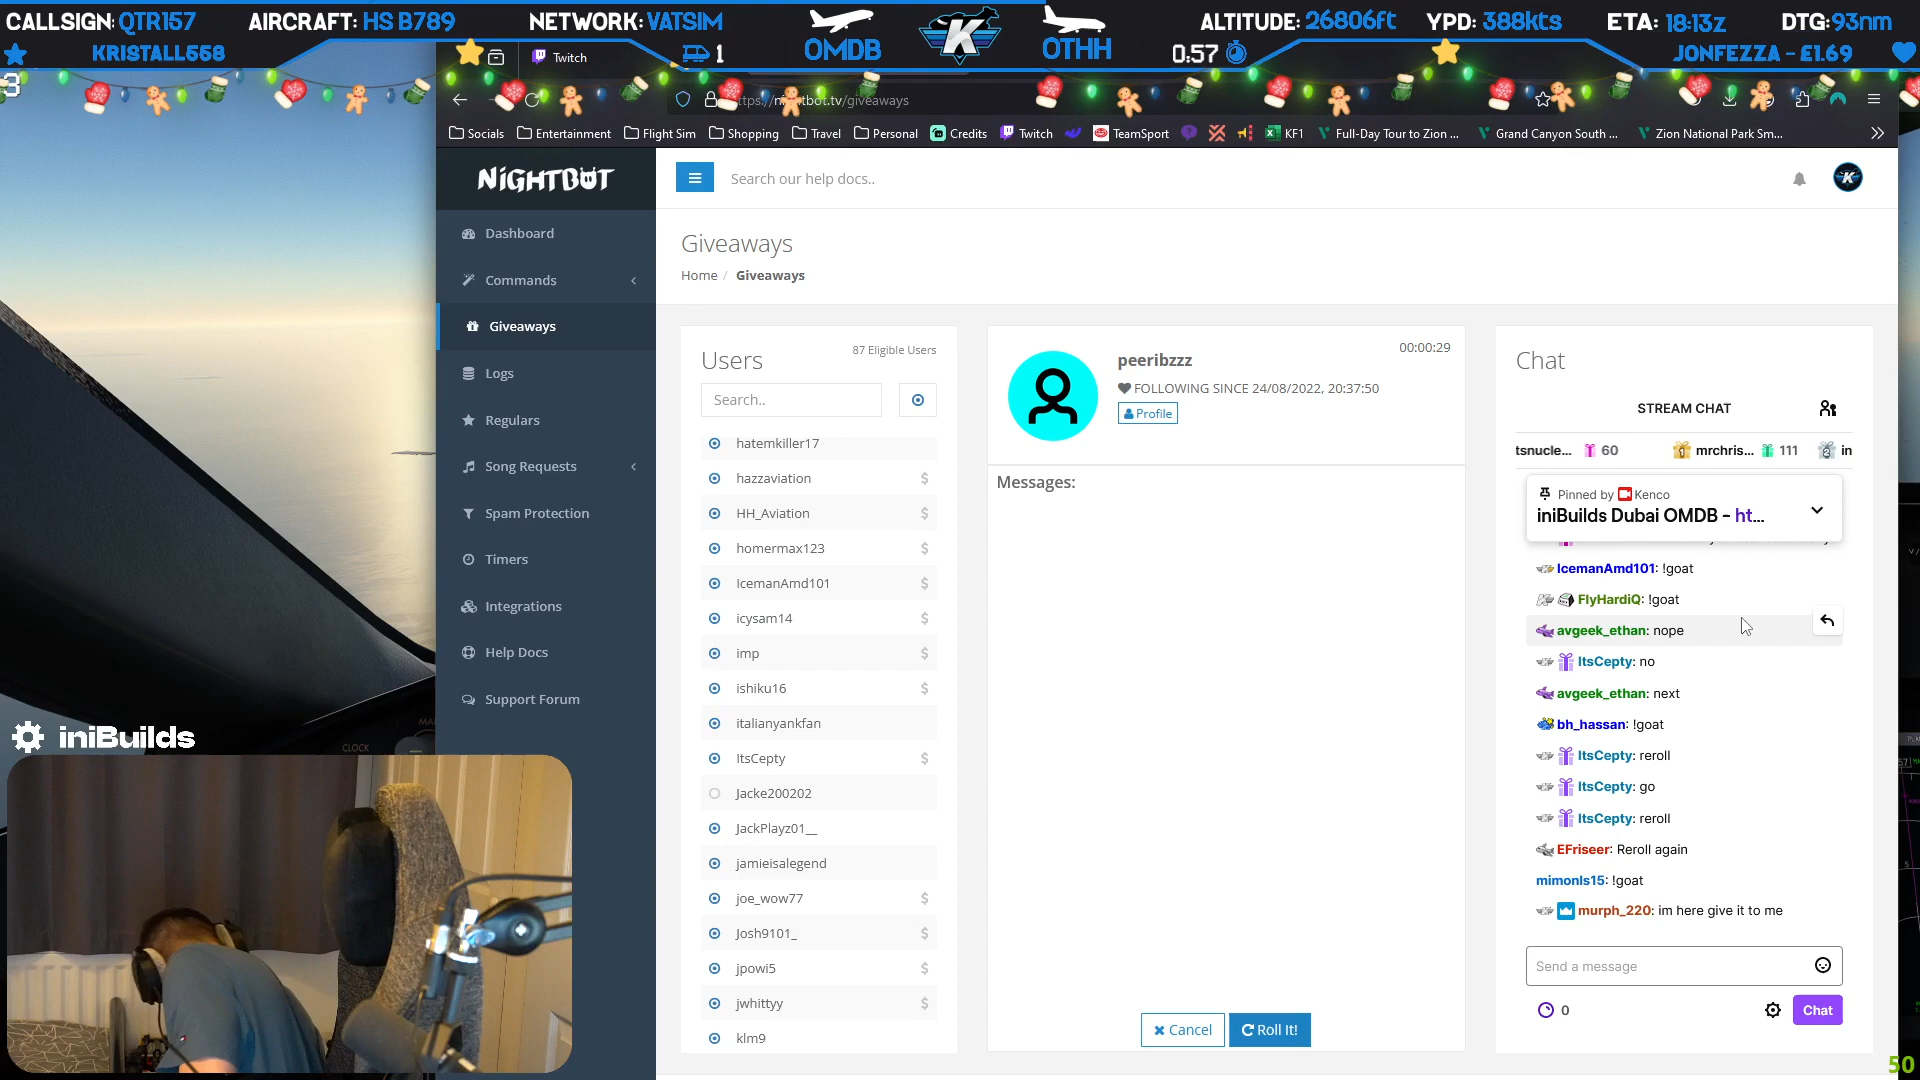 CALLSIGN: QTR157
AIRCRAFT: HS B789
NETWORK: VATSIM
OMDB
K
OTHH
ALTITUDE: 26806ft
YPD: 388kts
ETA: 18:13z
DTG: 93nm
KRISTALL558
1
0:57
JONFEZZA - £1.69
3
Twitch
nightbot.tv/giveaways
Socials
Entertainment
Flight Sim
Shopping
Travel
Personal
Credits
Twitch
TeamSport
KF1
Full-Day Tour to Zion ...
Grand Canyon South ...
Zion National Park Sm...
NIGHTBOT
Search our help docs..
K
Dashboard
Commands
Giveaways
Logs
Regulars
Song Requests
Spam Protection
Timers
Integrations
Help Docs
Support Forum
Giveaways
Home / Giveaways
Users
87 Eligible Users
Search..
hatemkiller17
hazzaviation $
HH_Aviation $
homermax123 $
IcemanAmd101 $
icysam14 $
imp $
ishiku16 $
italianyankfan
ItsCepty $
Jacke200202
JackPlayz01__
jamieisalegend
joe_wow77 $
Josh9101_ $
jpowi5 $
jwhittyy $
klm9
peeribzzz
00:00:29
FOLLOWING SINCE 24/08/2022, 20:37:50
Profile
Messages:
Cancel
Roll It!
Chat
STREAM CHAT
tsnucle... 60
mrchris... 111
in
Pinned by Kenco
iniBuilds Dubai OMDB - ht...
IcemanAmd101: !goat
FlyHardiQ: !goat
avgeek_ethan: nope
ItsCepty: no
avgeek_ethan: next
bh_hassan: !goat
ItsCepty: reroll
ItsCepty: go
ItsCepty: reroll
EFriseer: Reroll again
mimonls15: !goat
murph_220: im here give it to me
Send a message
0
Chat
iniBuilds
CLOCK
50